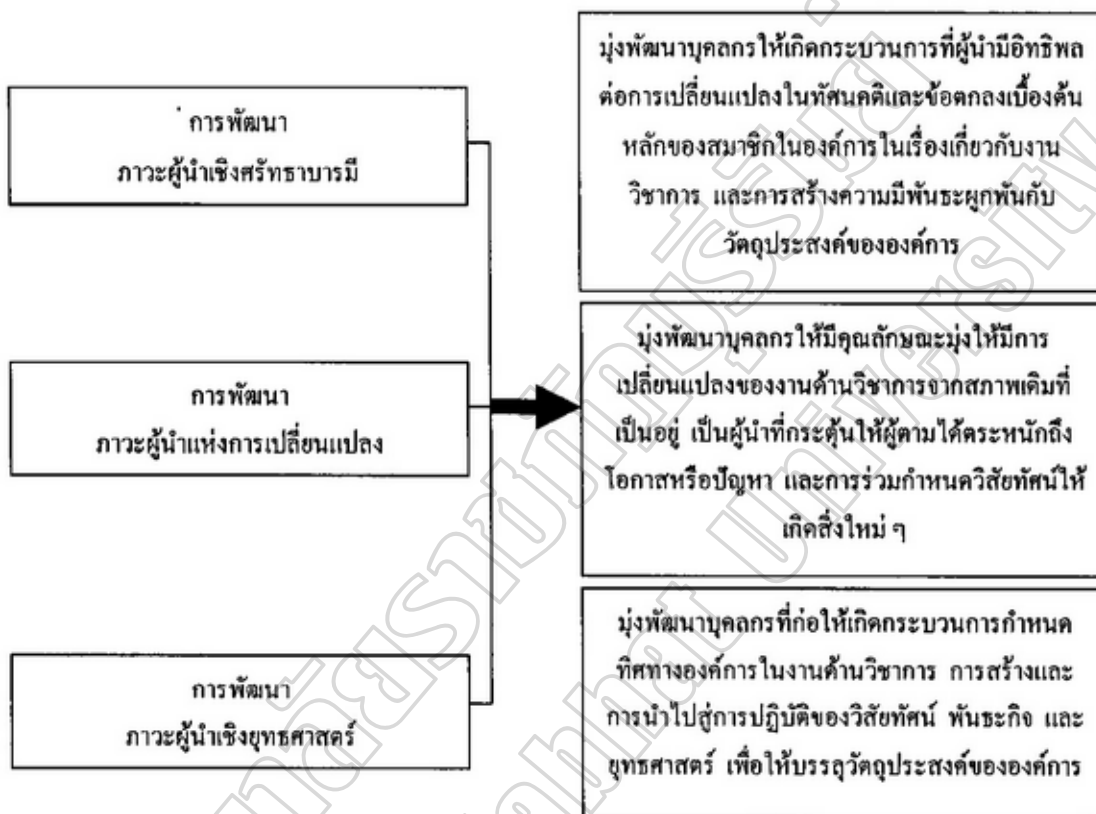 การพัฒนา
ภาวะผู้นำเชิงศรัทธาบารมี
มุ่งพัฒนาบุคลกรให้เกิดกระบวนการที่ผู้นำมีอิทธิพล
ต่อการเปลี่ยนแปลงในทัศนคติและข้อตกลงเบื้องต้น
หลักของสมาชิกในองค์การในเรื่องเกี่ยวกับงาน
วิชาการ และการสร้างความมีพันธะผูกพันกับ
วัตถุประสงค์ขององค์การ
การพัฒนา
ภาวะผู้นำแห่งการเปลี่ยนแปลง
มุ่งพัฒนาบุคลกรให้มีคุณลักษณะมุ่งให้มีการ
เปลี่ยนแปลงของงานด้านวิชาการจากสภาพเดิมที่
เป็นอยู่ เป็นผู้นำที่กระตุ้นให้ผู้ตามได้ตระหนักถึง
โอกาสหรือปัญหา และการร่วมกำหนดวิสัยทัศน์ให้
เกิดสิ่งใหม่ ๆ
การพัฒนา
ภาวะผู้นำเชิงยุทธศาสตร์
มุ่งพัฒนาบุคลกรที่ก่อให้เกิดกระบวนการกำหนด
ทิศทางองค์การในงานด้านวิชาการ การสร้างและ
การนำไปสู่การปฏิบัติของวิสัยทัศน์ พันธะกิจ และ
ยุทธศาสตร์ เพื่อให้บรรลุวัตถุประสงค์ขององค์การ
University